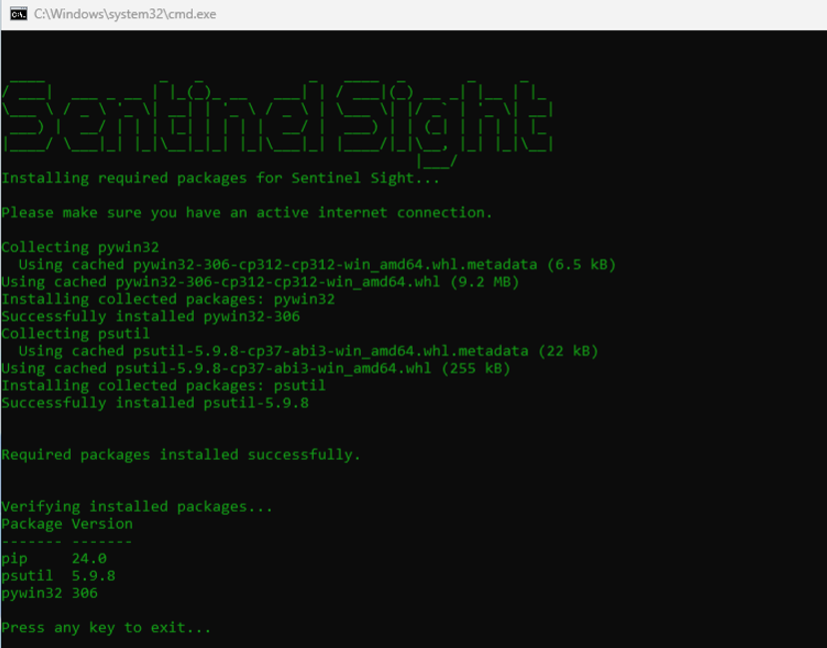 C:\Windows\system32\cmd.exe
Sentinel Sight
Installing required packages for Sentinel Sight...
Please make sure you have an active internet connection.
Collecting pywin32
  Using cached pywin32-306-cp312-cp312-win_amd64.whl.metadata (6.5 kB)
Using cached pywin32-306-cp312-cp312-win_amd64.whl (9.2 MB)
Installing collected packages: pywin32
Successfully installed pywin32-306
Collecting psutil
  Using cached psutil-5.9.8-cp37-abi3-win_amd64.whl.metadata (22 kB)
Using cached psutil-5.9.8-cp37-abi3-win_amd64.whl (255 kB)
Installing collected packages: psutil
Successfully installed psutil-5.9.8
Required packages installed successfully.
Verifying installed packages...
Package Version
------- -------
pip     24.0
psutil  5.9.8
pywin32 306
Press any key to exit...